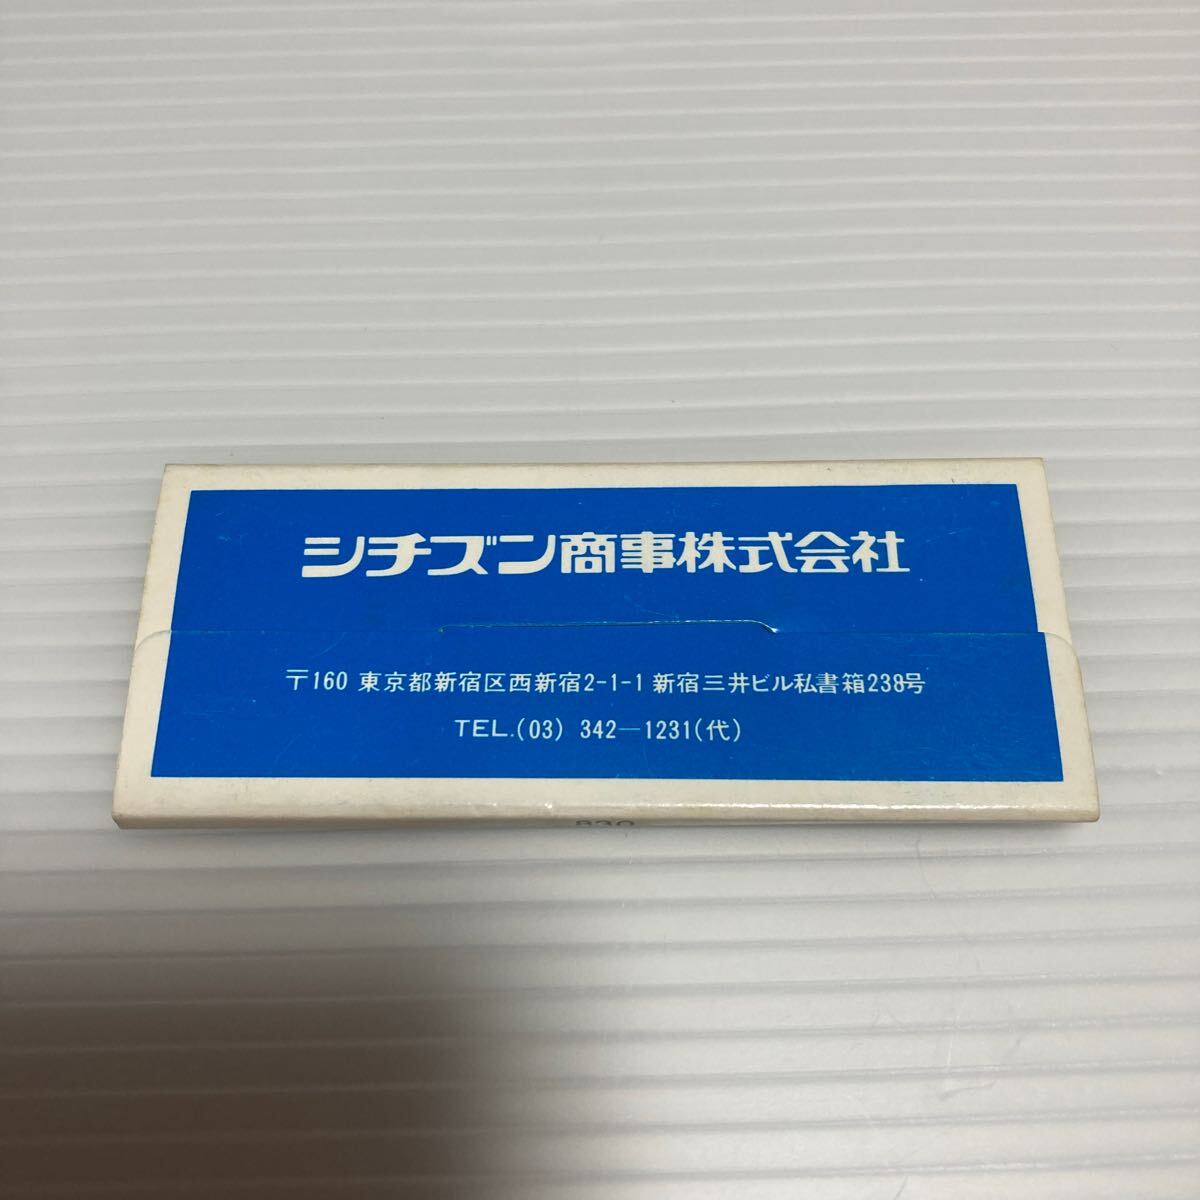 シチズン商事株式会社
〒160 東京都新宿区西新宿2-1-1 新宿三井ビル私書箱238号
TEL.(03) 342-1231(代)
830